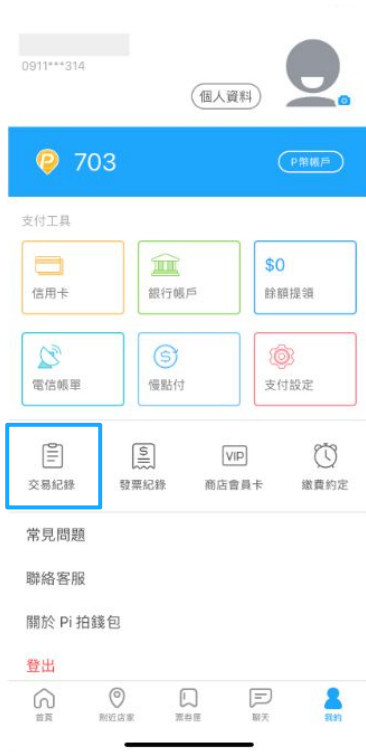 0911***314
個人資料
P 703
P幣帳戶
支付工具
信用卡
銀行帳戶
$0
餘額提領
電信帳單
$
慢點付
支付設定
$
VIP
交易紀錄 發票紀錄 商店會員卡 繳費約定
常見問題
聯絡客服
關於 Pi 拍錢包
登出
首頁 附近店家 票券匣 聊天 我的